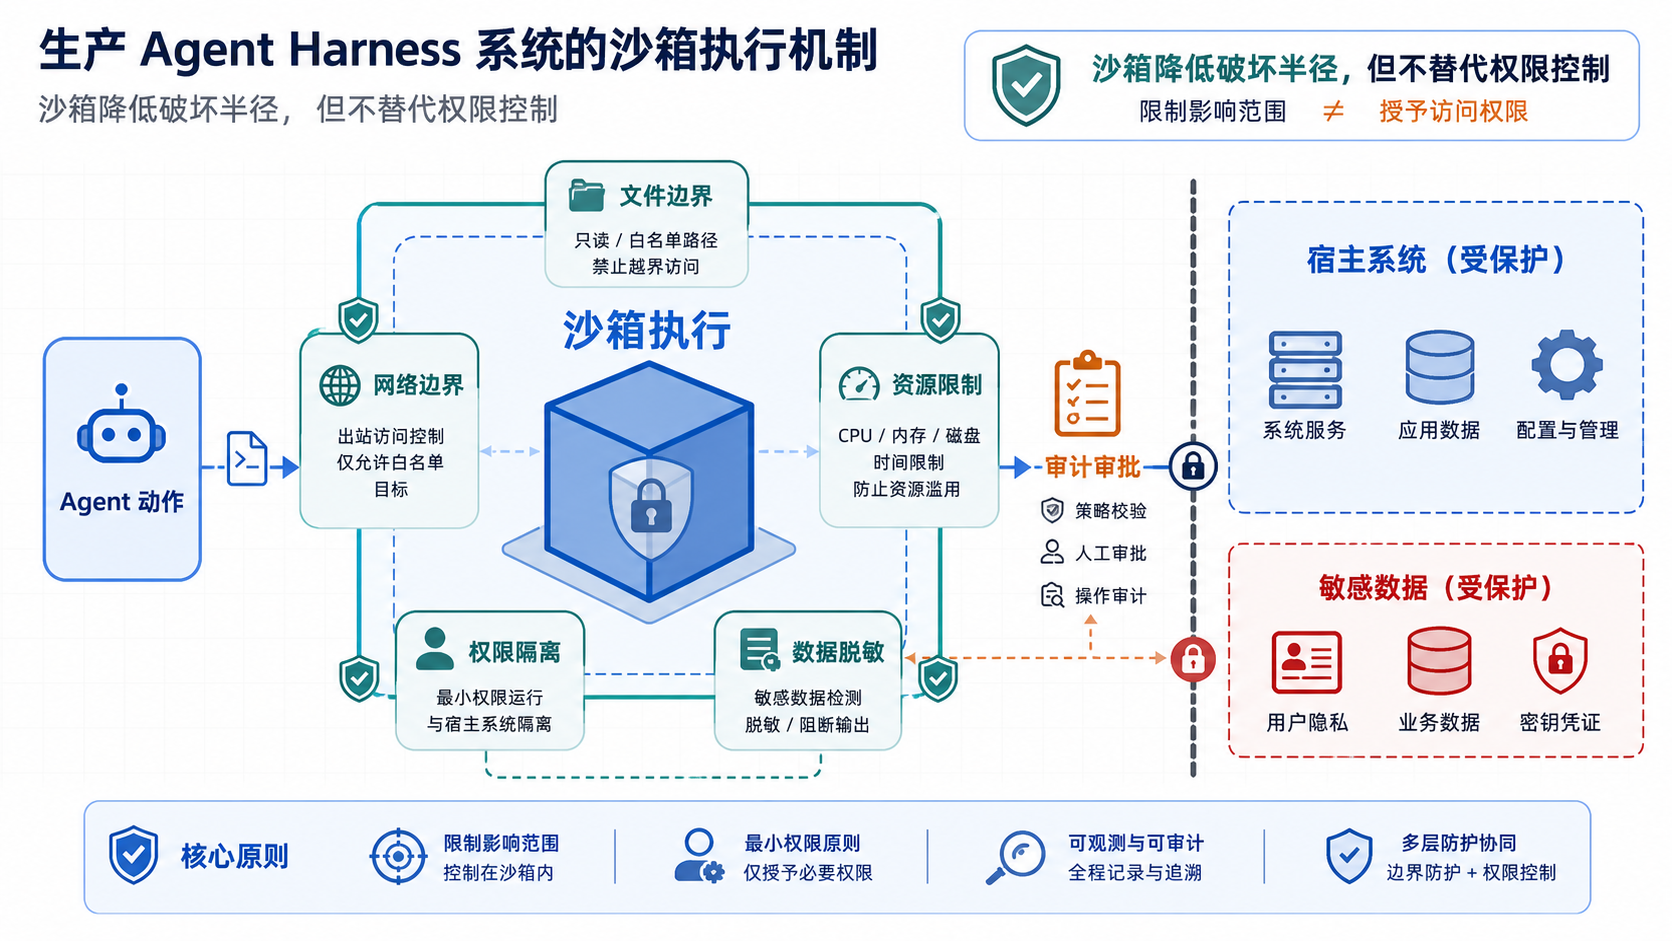 生产 Agent Harness 系统的沙箱执行机制
沙箱降低破坏半径，但不替代权限控制
沙箱降低破坏半径，但不替代权限控制
限制影响范围 ≠ 授予访问权限
Agent 动作
文件边界
只读 / 白名单路径
禁止越界访问
沙箱执行
网络边界
出站访问控制
仅允许白名单
目标
资源限制
CPU / 内存 / 磁盘
时间限制
防止资源滥用
权限隔离
最小权限运行
与宿主系统隔离
数据脱敏
敏感数据检测
脱敏 / 阻断输出
审计审批
策略校验
人工审批
操作审计
宿主系统（受保护）
系统服务
应用数据
配置与管理
敏感数据（受保护）
用户隐私
业务数据
密钥凭证
核心原则
限制影响范围
控制在沙箱内
最小权限原则
仅授予必要权限
可观测与可审计
全程记录与追溯
多层防护协同
边界防护 + 权限控制